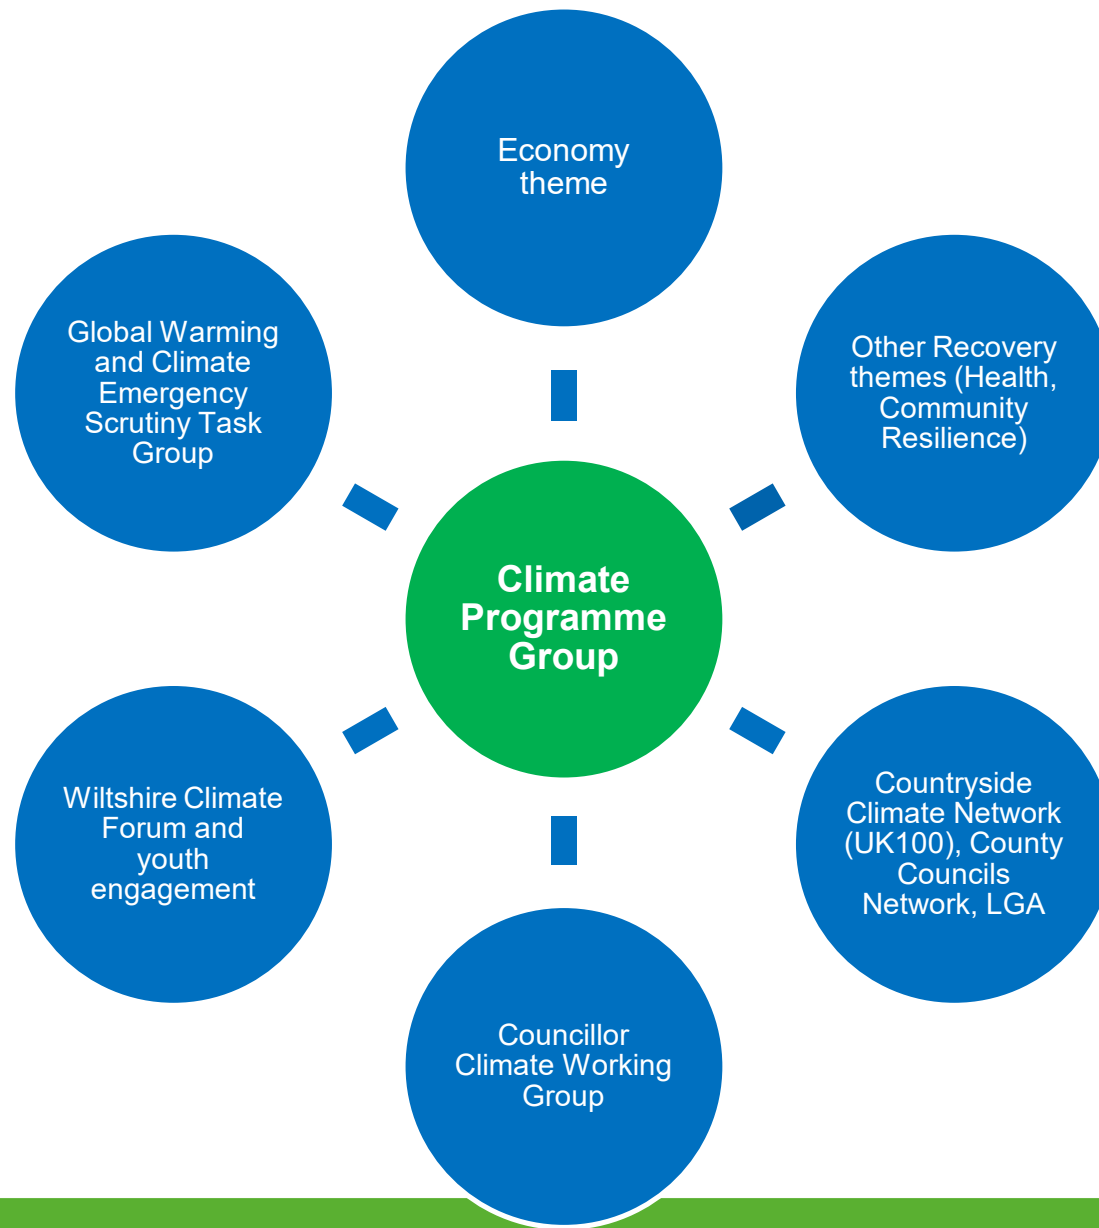 Economy
theme
Global Warming
and Climate
Emergency
Scrutiny Task
Group
Other Recovery
themes (Health,
Community
Resilience)
Climate
Programme
Group
Wiltshire Climate
Forum and
youth
engagement
Countryside
Climate Network
(UK100), County
Councils
Network, LGA
Councillor
Climate Working
Group